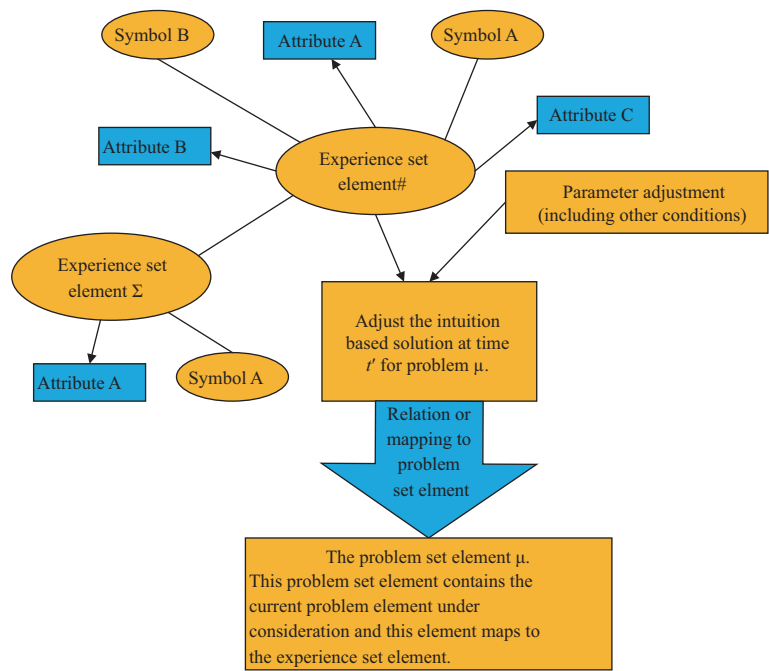 Symbol B
Attribute A
Symbol A
Attribute C
Attribute B
Experience set
element#
Parameter adjustment
(including other conditions)
Experience set
element Σ
Adjust the intuition
based solution at time
t′ for problem μ.
Attribute A
Symbol A
Relation or
mapping to
problem
set elment
The problem set element μ.
This problem set element contains the
current problem element under
consideration and this element maps to
the experience set element.